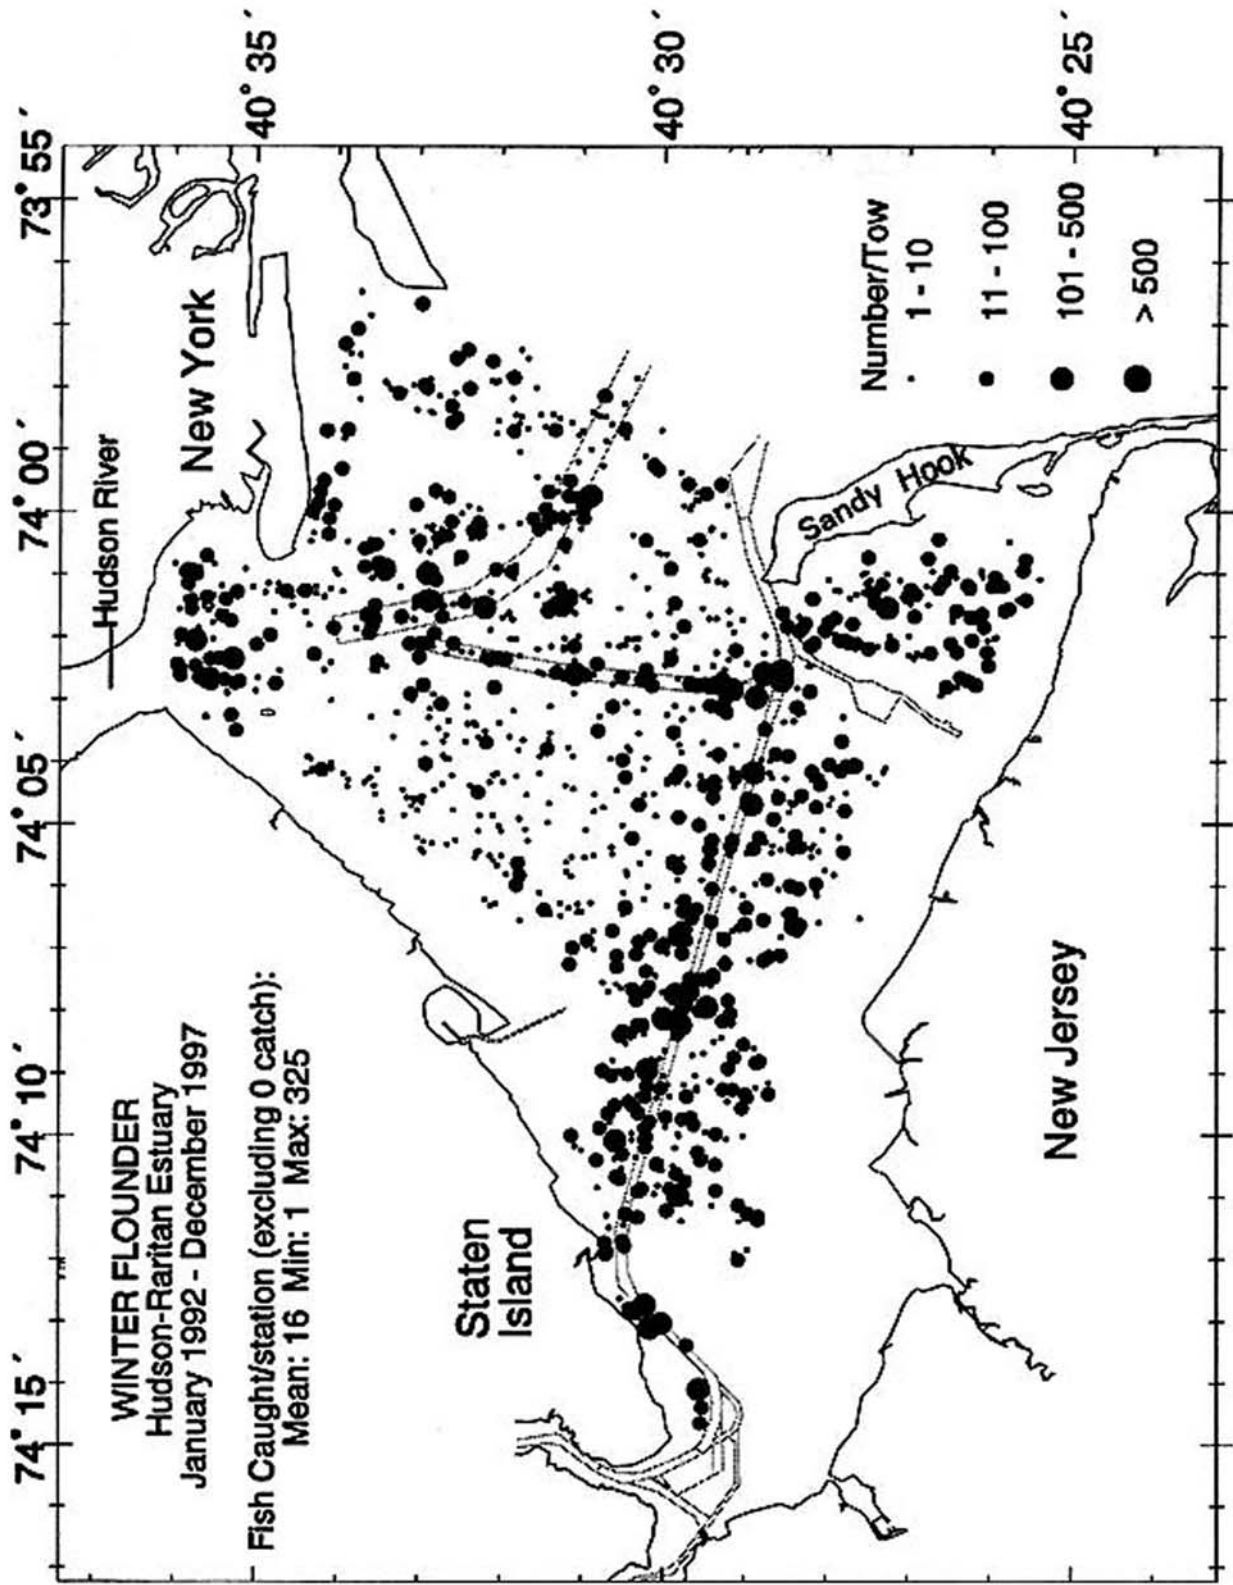 WINTER FLOUNDER
Hudson-Raritan Estuary
January 1992 - December 1997
Fish Caught/station (excluding 0 catch):
Mean: 16 Min: 1 Max: 325
74° 15´
74° 10´
74° 05´
74° 00´
73° 55´
Hudson River
New York
40° 35´
Staten
Island
40° 30´
Sandy Hook
New Jersey
Number/Tow
1 - 10
11 - 100
101 - 500
> 500
40° 25´